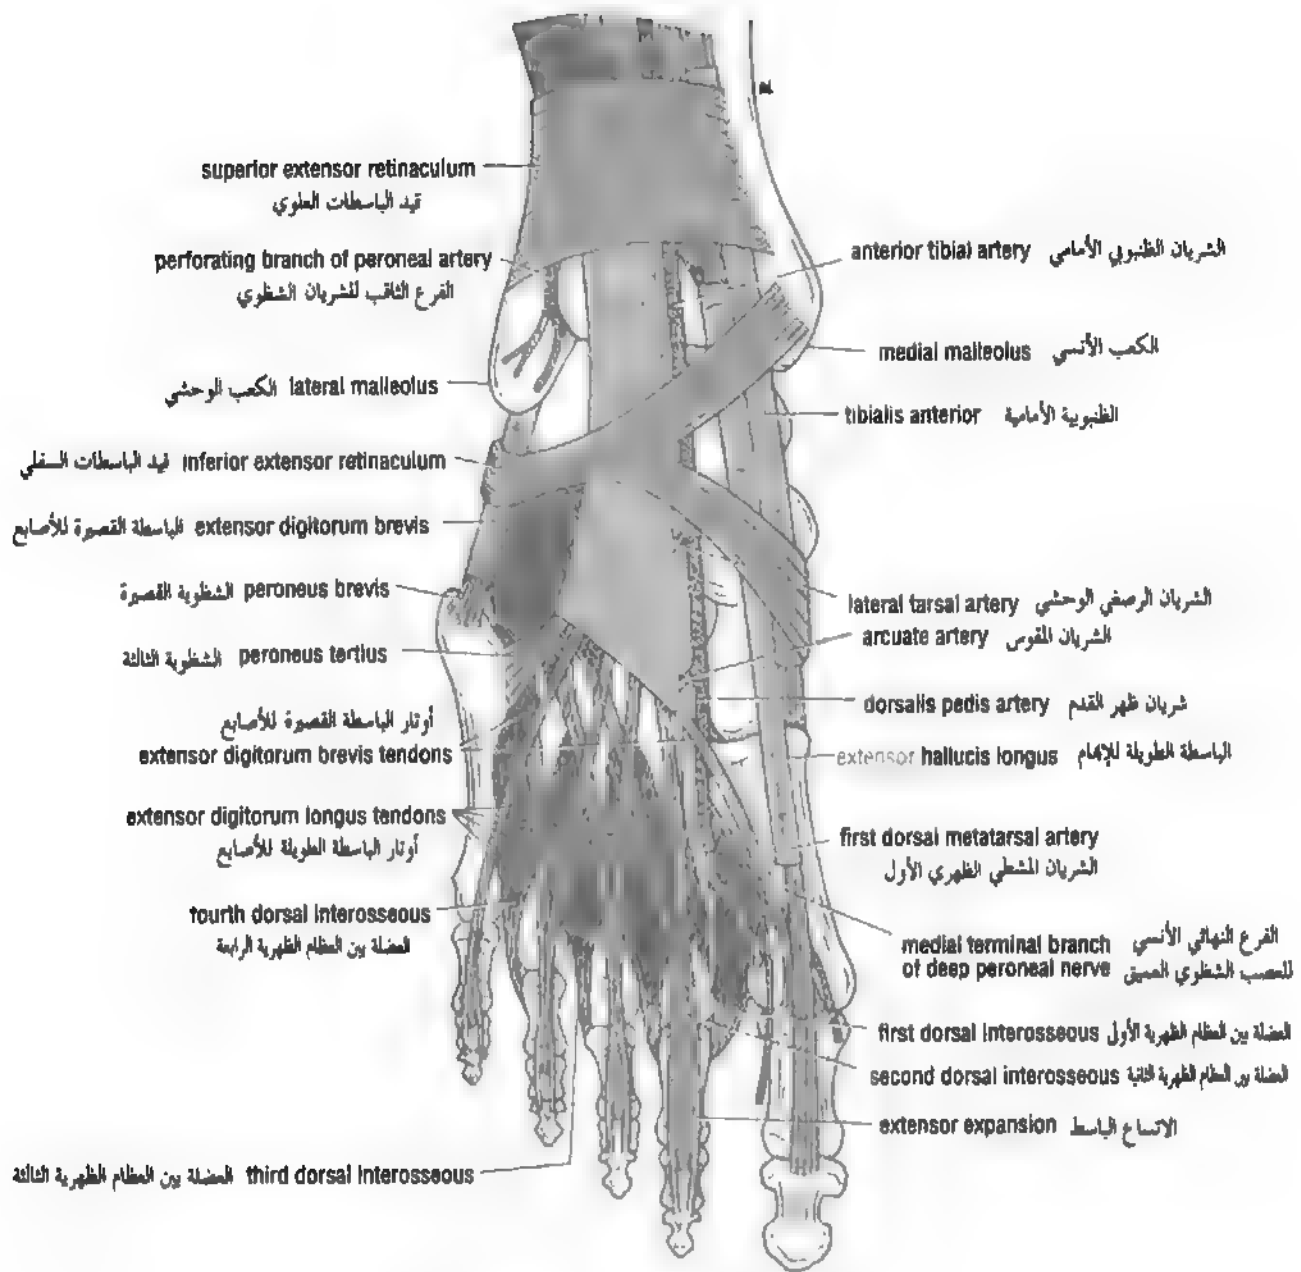 superior extensor retinaculum
قيد الباسطات العلوي
perforating branch of peroneal artery
الفرع الثاقب للشريان الشظوي
الكعب الوحشي lateral malleolus
قيد الباسطات السفلي inferior extensor retinaculum
الباسطة القصيرة للأصابع extensor digitorum brevis
الشظوية القصيرة peroneus brevis
الشظوية الثالثة peroneus tertius
أوتار الباسطة القصيرة للأصابع
extensor digitorum brevis tendons
extensor digitorum longus tendons
أوتار الباسطة الطويلة للأصابع
fourth dorsal interosseous
العضلة بين العظام الظهرية الرابعة
العضلة بين العظام الظهرية الثالثة third dorsal interosseous
anterior tibial artery الشريان الظنبوبي الأمامي
medial malleolus الكعب الأنسي
tibialis anterior الظنبوبية الأمامية
lateral tarsal artery الشريان الرصغي الوحشي
arcuate artery الشريان المقوس
dorsalis pedis artery شريان ظهر القدم
extensor hallucis longus الباسطة الطويلة للإبهام
first dorsal metatarsal artery
الشريان المشطي الظهري الأول
medial terminal branch الفرع النهائي الأنسي
of deep peroneal nerve للعصب الشظوي العميق
first dorsal interosseous العضلة بين العظام الظهرية الأول
second dorsal interosseous العضلة بين العظام الظهرية الثانية
extensor expansion الاتساع الباسط